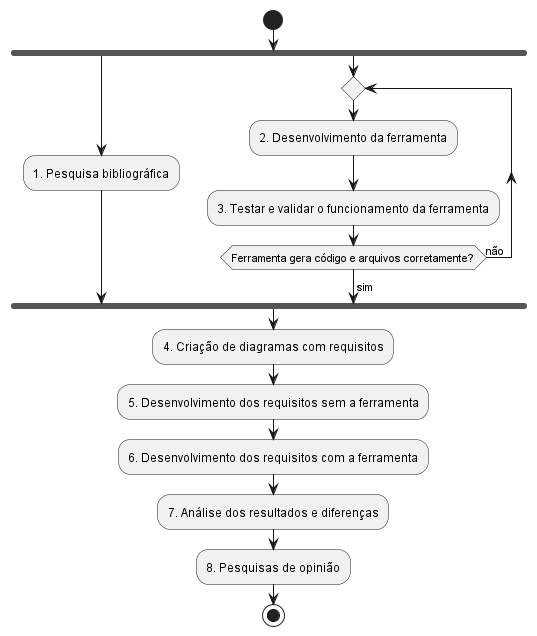 1. Pesquisa bibliográfica
2. Desenvolvimento da ferramenta
3. Testar e validar o funcionamento da ferramenta
Ferramenta gera código e arquivos corretamente?
não
sim
4. Criação de diagramas com requisitos
5. Desenvolvimento dos requisitos sem a ferramenta
6. Desenvolvimento dos requisitos com a ferramenta
7. Análise dos resultados e diferenças
8. Pesquisas de opinião